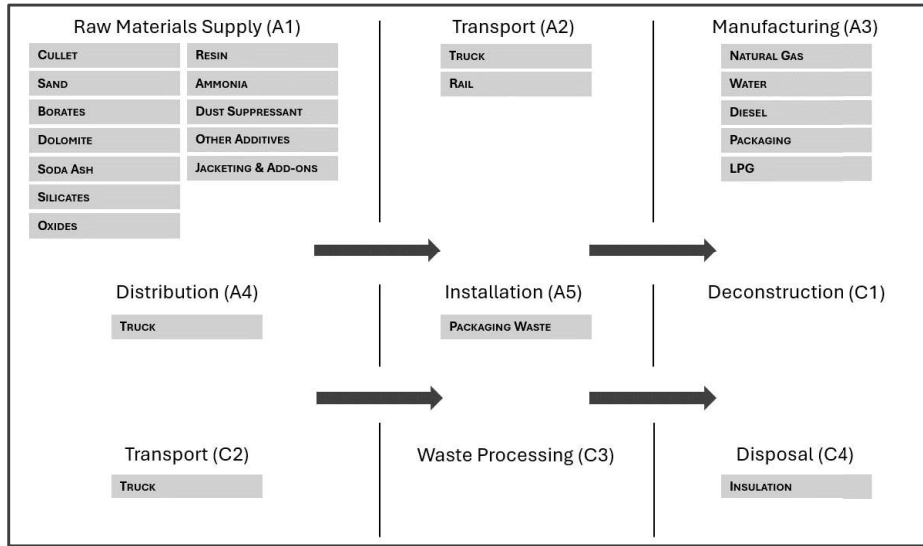 Raw Materials Supply (A1)
Cullet
Sand
Borates
Dolomite
Soda Ash
Silicates
Oxides
Resin
Ammonia
Dust Suppressant
Other Additives
Jacketing & Add-ons
Transport (A2)
Truck
Rail
Manufacturing (A3)
Natural Gas
Water
Diesel
Packaging
LPG
Distribution (A4)
Truck
Installation (A5)
Packaging Waste
Deconstruction (C1)
Transport (C2)
Truck
Waste Processing (C3)
Disposal (C4)
Insulation